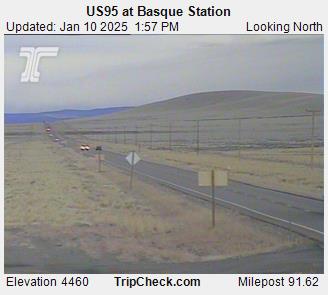 US95 at Basque Station
Updated: Jan 10 2025 1:57 PM Looking North
Elevation 4460 TripCheck.com Milepost 91.62